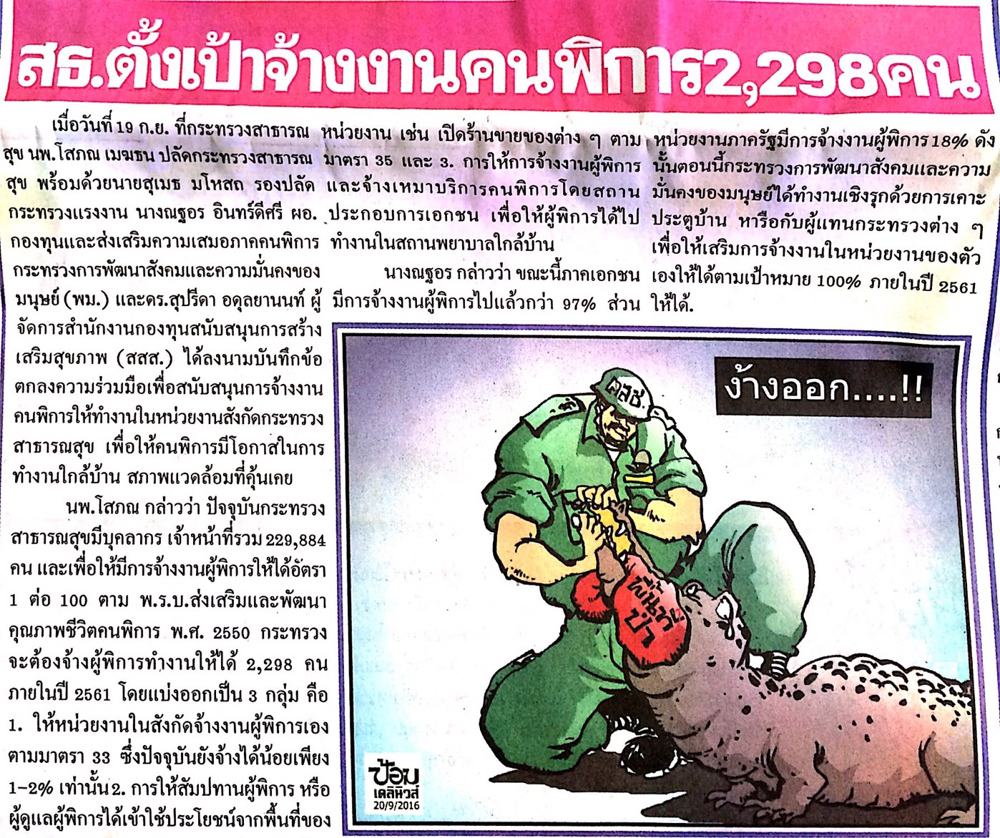 สธ.ตั้งเป้าจ้างงานคนพิการ2,298คน
เมื่อวันที่ 19 ก.ย. ที่กระทรวงสาธารณ
สุข นพ.โสภณ เมฆธน ปลัดกระทรวงสาธารณ
สุข พร้อมด้วยนายสุเมธ มโหสถ รองปลัด
กระทรวงแรงงาน นางณฐอร อินทร์ดีศรี ผอ.
กองทุนและส่งเสริมความเสมอภาคคนพิการ
กระทรวงการพัฒนาสังคมและความมั่นคงของ
มนุษย์ (พม.) และดร.สุปรีดา อดุลยานนท์ ผู้
จัดการสำนักงานกองทุนสนับสนุนการสร้าง
เสริมสุขภาพ (สสส.) ได้ลงนามบันทึกข้อ
ตกลงความร่วมมือเพื่อสนับสนุนการจ้างงาน
คนพิการให้ทำงานในหน่วยงานสังกัดกระทรวง
สาธารณสุข เพื่อให้คนพิการมีโอกาสในการ
ทำงานใกล้บ้าน สภาพแวดล้อมที่คุ้นเคย
นพ.โสภณ กล่าวว่า ปัจจุบันกระทรวง
สาธารณสุขมีบุคลากร เจ้าหน้าที่รวม 229,884
คน และเพื่อให้มีการจ้างงานผู้พิการให้ได้อัตรา
1 ต่อ 100 ตาม พ.ร.บ.ส่งเสริมและพัฒนา
คุณภาพชีวิตคนพิการ พ.ศ. 2550 กระทรวง
จะต้องจ้างผู้พิการทำงานให้ได้ 2,298 คน
ภายในปี 2561 โดยแบ่งออกเป็น 3 กลุ่ม คือ
1. ให้หน่วยงานในสังกัดจ้างงานผู้พิการเอง
ตามมาตรา 33 ซึ่งปัจจุบันยังจ้างได้น้อยเพียง
1-2% เท่านั้น 2. การให้สัมปทานผู้พิการ หรือ
ผู้ดูแลผู้พิการได้เข้าใช้ประโยชน์จากพื้นที่ของ
หน่วยงาน เช่น เปิดร้านขายของต่าง ๆ ตาม
มาตรา 35 และ 3. การให้การจ้างงานผู้พิการ
และจ้างเหมาบริการคนพิการโดยสถาน
ประกอบการเอกชน เพื่อให้ผู้พิการได้ไป
ทำงานในสถานพยาบาลใกล้บ้าน
นางณฐอร กล่าวว่า ขณะนี้ภาคเอกชน
มีการจ้างงานผู้พิการไปแล้วกว่า 97% ส่วน
หน่วยงานภาครัฐมีการจ้างงานผู้พิการ 18% ดัง
นั้นตอนนี้กระทรวงการพัฒนาสังคมและความ
มั่นคงของมนุษย์ได้ทำงานเชิงรุกด้วยการเคาะ
ประตูบ้าน หารือกับผู้แทนกระทรวงต่าง ๆ
เพื่อให้เสริมการจ้างงานในหน่วยงานของตัว
เองให้ได้ตามเป้าหมาย 100% ภายในปี 2561
ให้ได้.
ง้างออก....!!
คสช.
ป่า
ป้อม
เดลินิวส์
20/9/2016